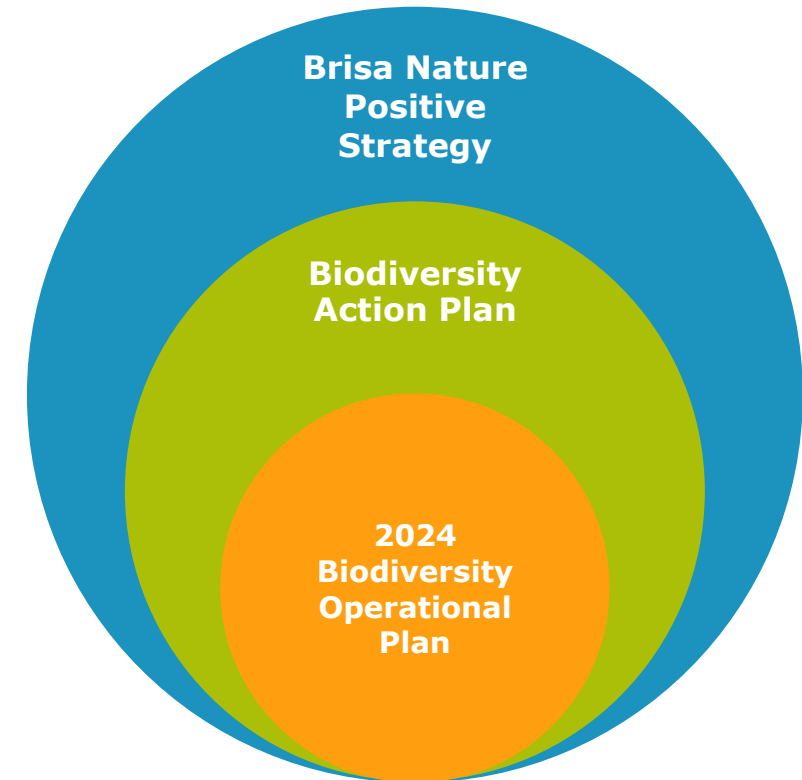 Brisa Nature
Positive
Strategy
Biodiversity
Action Plan
2024
Biodiversity
Operational
Plan